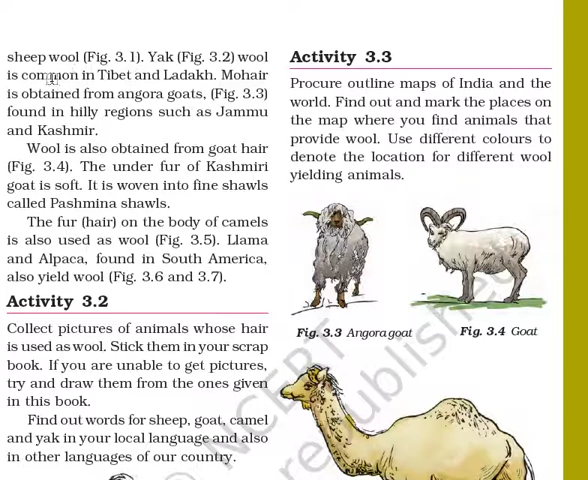 sheep wool (Fig. 3.1). Yak (Fig. 3.2) wool
is common in Tibet and Ladakh. Mohair
is obtained from angora goats, (Fig. 3.3)
found in hilly regions such as Jammu
and Kashmir.
Wool is also obtained from goat hair
(Fig. 3.4). The under fur of Kashmiri
goat is soft. It is woven into fine shawls
called Pashmina shawls.
The fur (hair) on the body of camels
is also used as wool (Fig. 3.5). Llama
and Alpaca, found in South America,
also yield wool (Fig. 3.6 and 3.7).
Activity 3.2
Collect pictures of animals whose hair
is used as wool. Stick them in your scrap
book. If you are unable to get pictures,
try and draw them from the ones given
in this book.
Find out words for sheep, goat, camel
and yak in your local language and also
in other languages of our country.
Activity 3.3
Procure outline maps of India and the
world. Find out and mark the places on
the map where you find animals that
provide wool. Use different colours to
denote the location for different wool
yielding animals.
Fig. 3.3 Angora goat
Fig. 3.4 Goat
© NCERT
republished